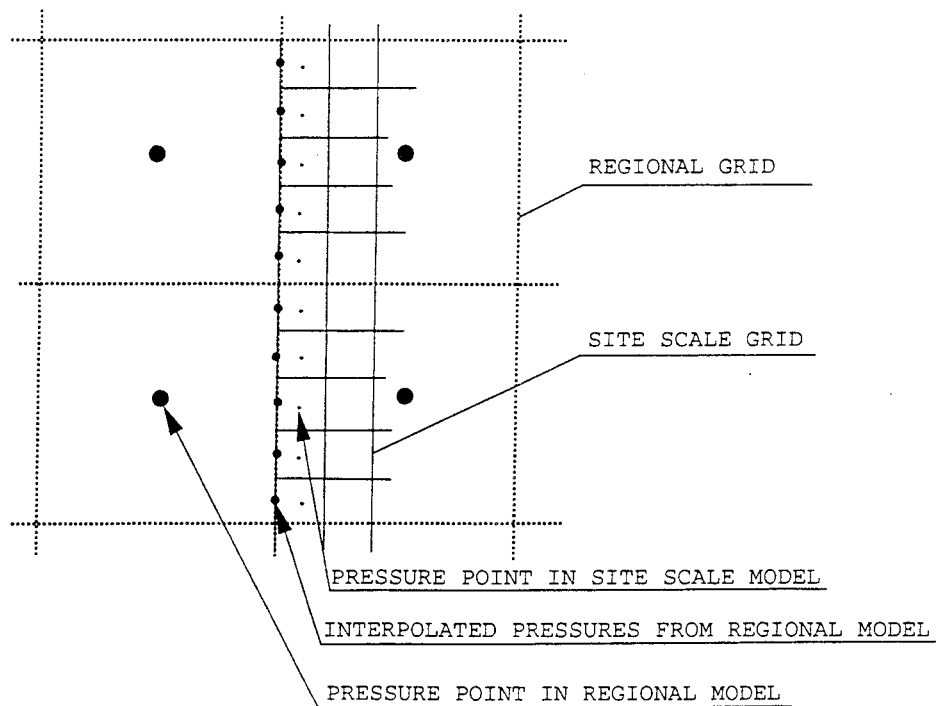 REGIONAL GRID
SITE SCALE GRID
PRESSURE POINT IN SITE SCALE MODEL
INTERPOLATED PRESSURES FROM REGIONAL MODEL
PRESSURE POINT IN REGIONAL MODEL